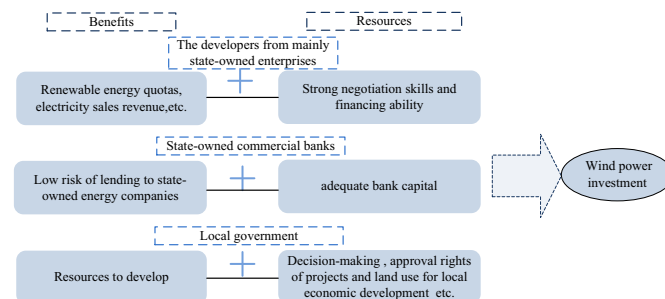 Benefits
Resources
The developers from mainly
state-owned enterprises
Renewable energy quotas,
electricity sales revenue,etc.
Strong negotiation skills and
financing ability
State-owned commercial banks
Low risk of lending to state-
owned energy companies
adequate bank capital
Wind power
investment
Local government
Resources to develop
Decision-making , approval rights
of projects and land use for local
economic development etc.